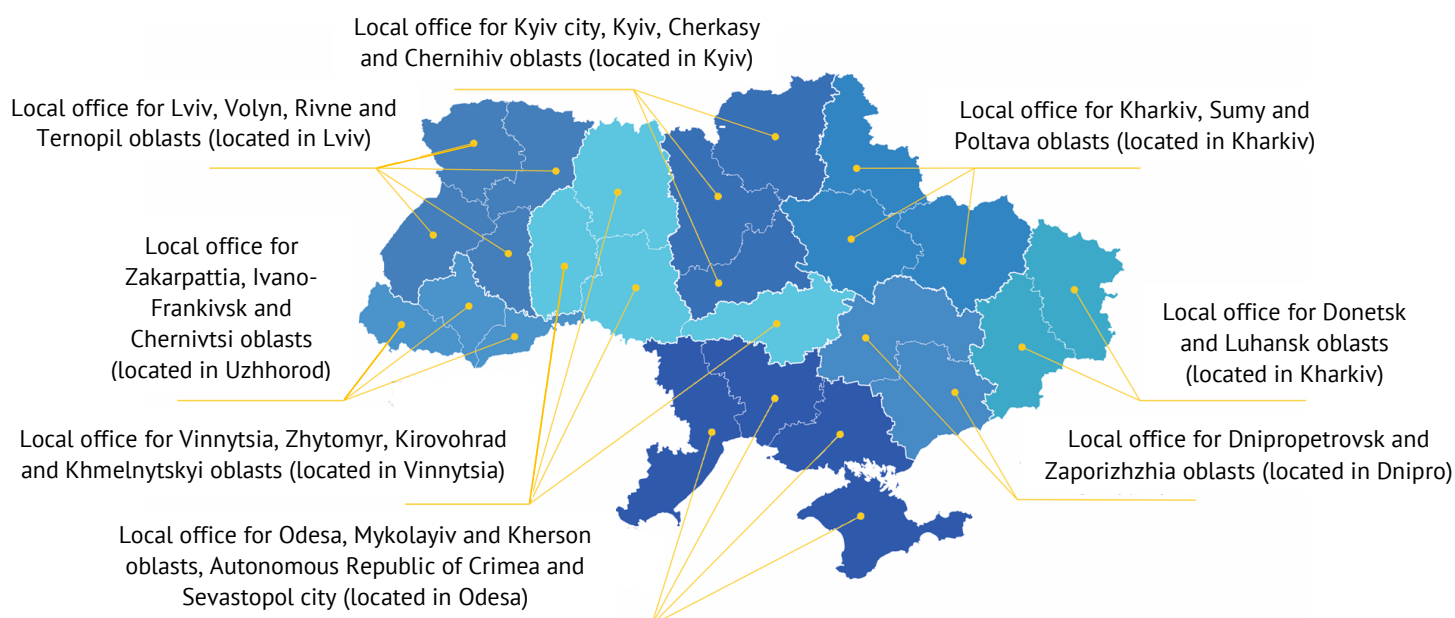 Local office for Kyiv city, Kyiv, Cherkasy
and Chernihiv oblasts (located in Kyiv)
Local office for Lviv, Volyn, Rivne and
Ternopil oblasts (located in Lviv)
Local office for Kharkiv, Sumy and
Poltava oblasts (located in Kharkiv)
Local office for
Zakarpattia, Ivano-
Frankivsk and
Chernivtsi oblasts
(located in Uzhhorod)
Local office for Donetsk
and Luhansk oblasts
(located in Kharkiv)
Local office for Vinnytsia, Zhytomyr, Kirovohrad
and Khmelnytskyi oblasts (located in Vinnytsia)
Local office for Dnipropetrovsk and
Zaporizhzhia oblasts (located in Dnipro)
Local office for Odesa, Mykolayiv and Kherson
oblasts, Autonomous Republic of Crimea and
Sevastopol city (located in Odesa)